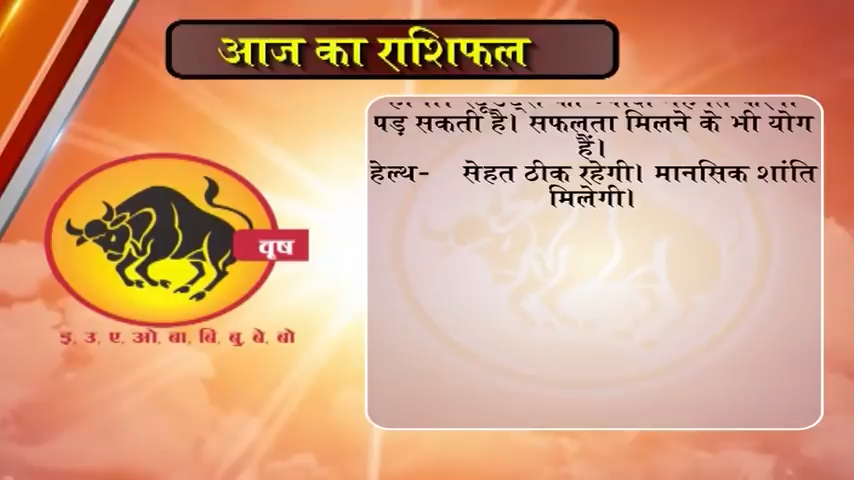 आज का राशिफल
पड़ सकती है। सफलता मिलने के भी योग
हैं।
हेल्थ- सेहत ठीक रहेगी। मानसिक शांति
मिलेगी।
वृष
इ, उ, ए, ओ, बा, बि, बु, बे, बो